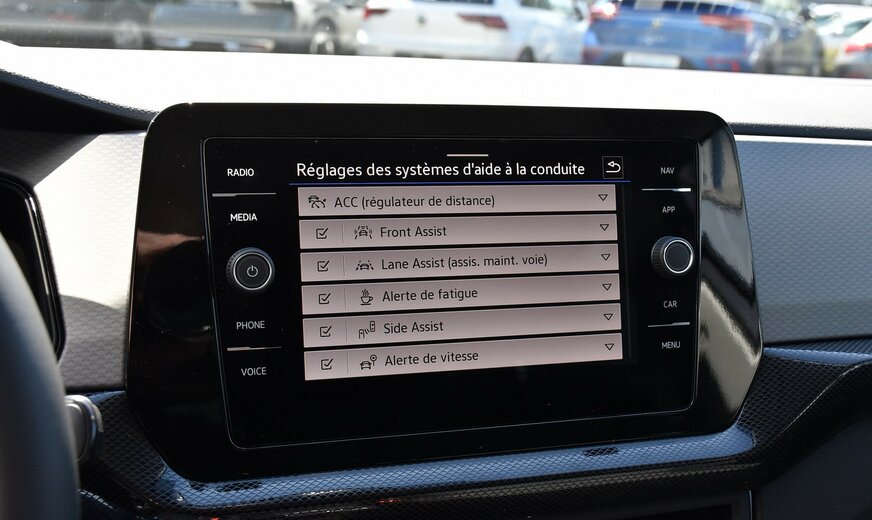 RADIO
MEDIA
PHONE
VOICE
Réglages des systèmes d'aide à la conduite
ACC (régulateur de distance)
Front Assist
Lane Assist (assis. maint. voie)
Alerte de fatigue
Side Assist
Alerte de vitesse
NAV
APP
CAR
MENU